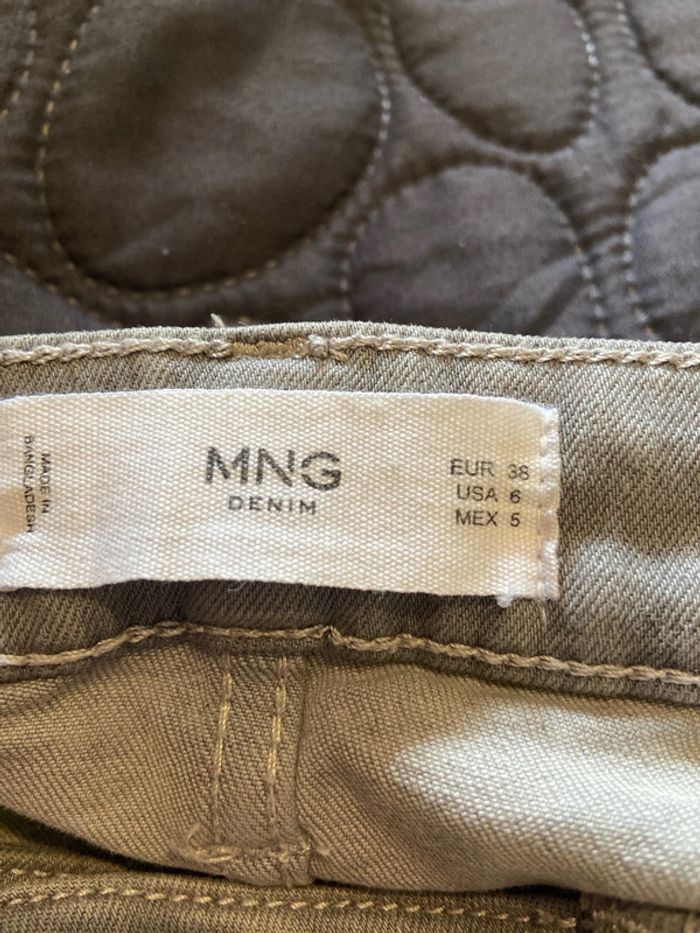 MADE IN
BANGLADESH
MNG
DENIM
EUR 38
USA 6
MEX 5